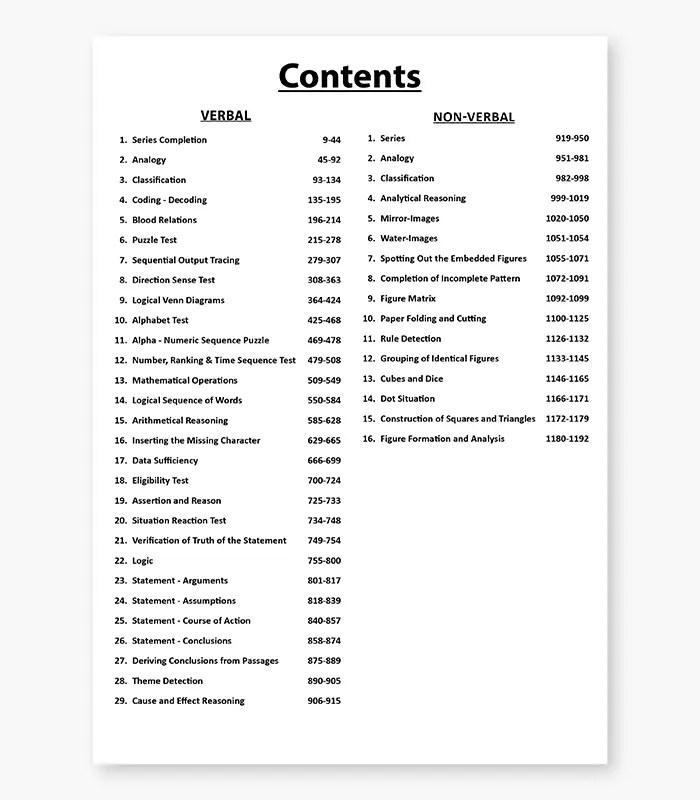 Contents
VERBAL
1. Series Completion 9-44
2. Analogy 45-92
3. Classification 93-134
4. Coding - Decoding 135-195
5. Blood Relations 196-214
6. Puzzle Test 215-278
7. Sequential Output Tracing 279-307
8. Direction Sense Test 308-363
9. Logical Venn Diagrams 364-424
10. Alphabet Test 425-468
11. Alpha - Numeric Sequence Puzzle 469-478
12. Number, Ranking & Time Sequence Test 479-508
13. Mathematical Operations 509-549
14. Logical Sequence of Words 550-584
15. Arithmetical Reasoning 585-628
16. Inserting the Missing Character 629-665
17. Data Sufficiency 666-699
18. Eligibility Test 700-724
19. Assertion and Reason 725-733
20. Situation Reaction Test 734-748
21. Verification of Truth of the Statement 749-754
22. Logic 755-800
23. Statement - Arguments 801-817
24. Statement - Assumptions 818-839
25. Statement - Course of Action 840-857
26. Statement - Conclusions 858-874
27. Deriving Conclusions from Passages 875-889
28. Theme Detection 890-905
29. Cause and Effect Reasoning 906-915
NON-VERBAL
1. Series 919-950
2. Analogy 951-981
3. Classification 982-998
4. Analytical Reasoning 999-1019
5. Mirror-Images 1020-1050
6. Water-Images 1051-1054
7. Spotting Out the Embedded Figures 1055-1071
8. Completion of Incomplete Pattern 1072-1091
9. Figure Matrix 1092-1099
10. Paper Folding and Cutting 1100-1125
11. Rule Detection 1126-1132
12. Grouping of Identical Figures 1133-1145
13. Cubes and Dice 1146-1165
14. Dot Situation 1166-1171
15. Construction of Squares and Triangles 1172-1179
16. Figure Formation and Analysis 1180-1192